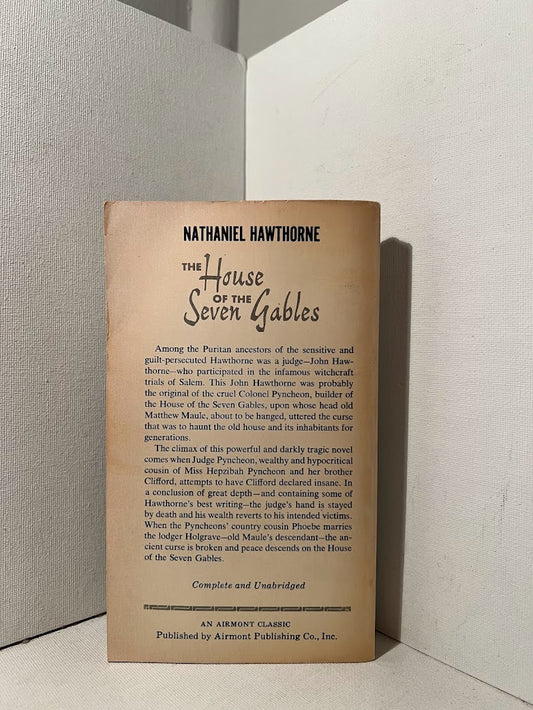 NATHANIEL HAWTHORNE
THE House
OF THE
Seven Gables
Among the Puritan ancestors of the sensitive and
guilt-persecuted Hawthorne was a judge—John Haw-
thorne—who participated in the infamous witchcraft
trials of Salem. This John Hawthorne was probably
the original of the cruel Colonel Pyncheon, builder of
the House of the Seven Gables, upon whose head old
Matthew Maule, about to be hanged, uttered the curse
that was to haunt the old house and its inhabitants for
generations.
The climax of this powerful and darkly tragic novel
comes when Judge Pyncheon, wealthy and hypocritical
cousin of Miss Hepzibah Pyncheon and her brother
Clifford, attempts to have Clifford declared insane. In
a conclusion of great depth—and containing some of
Hawthorne's best writing—the judge's hand is stayed
by death and his wealth reverts to his intended victims.
When the Pyncheons' country cousin Phoebe marries
the lodger Holgrave—old Maule's descendant—the an-
cient curse is broken and peace descends on the House
of the Seven Gables.
Complete and Unabridged
AN AIRMONT CLASSIC
Published by Airmont Publishing Co., Inc.